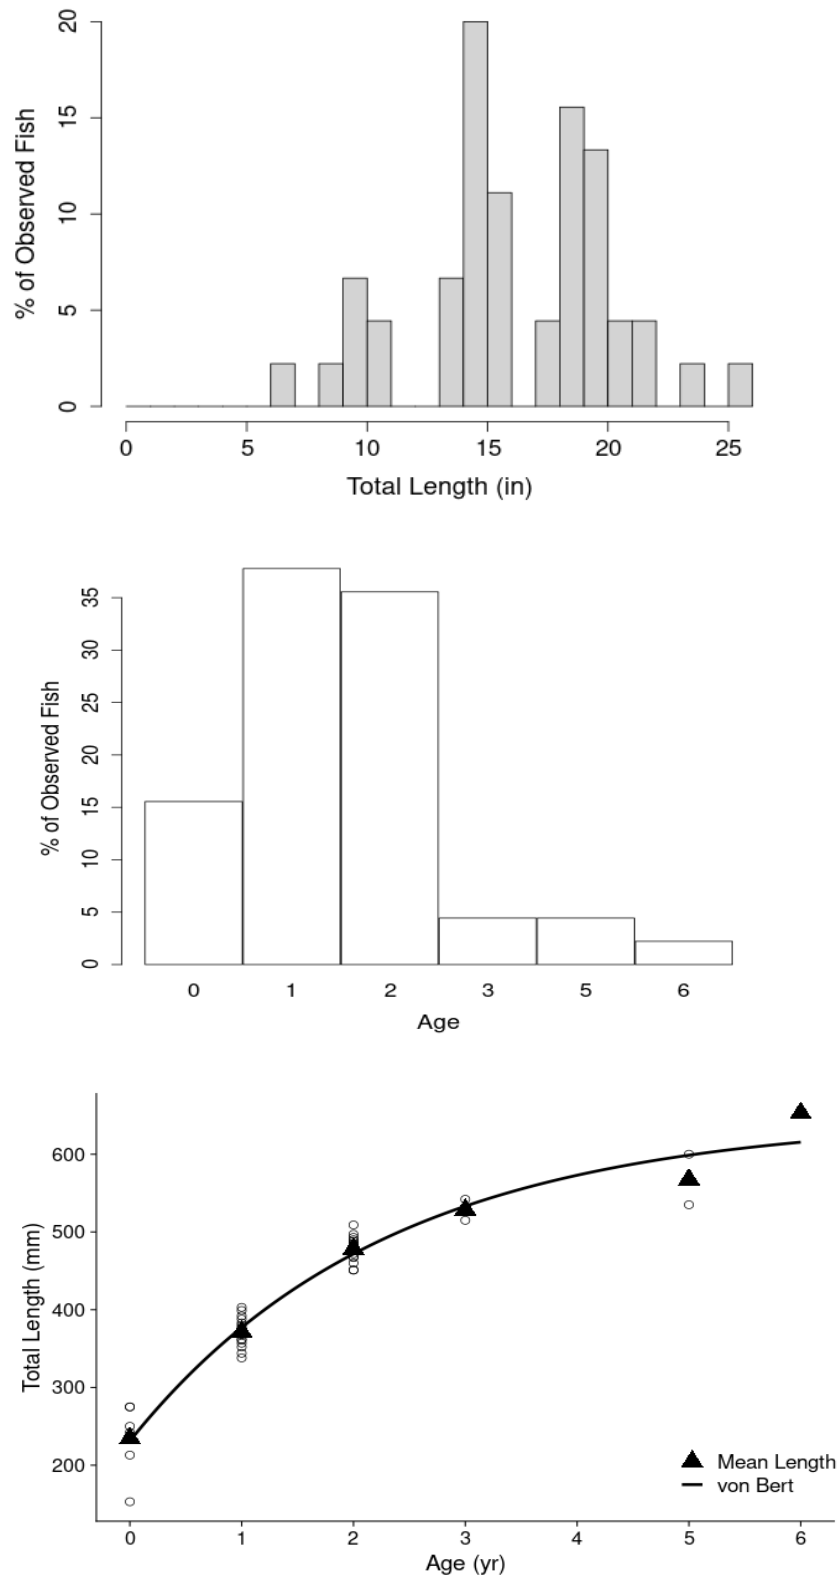 20
15
10
5
0
% of Observed Fish
0 5 10 15 20 25
Total Length (in)
35
30
25
20
15
10
5
0
% of Observed Fish
0 1 2 3 5 6
Age
600
500
400
300
200
Total Length (mm)
Mean Length
von Bert
0 1 2 3 4 5 6
Age (yr)